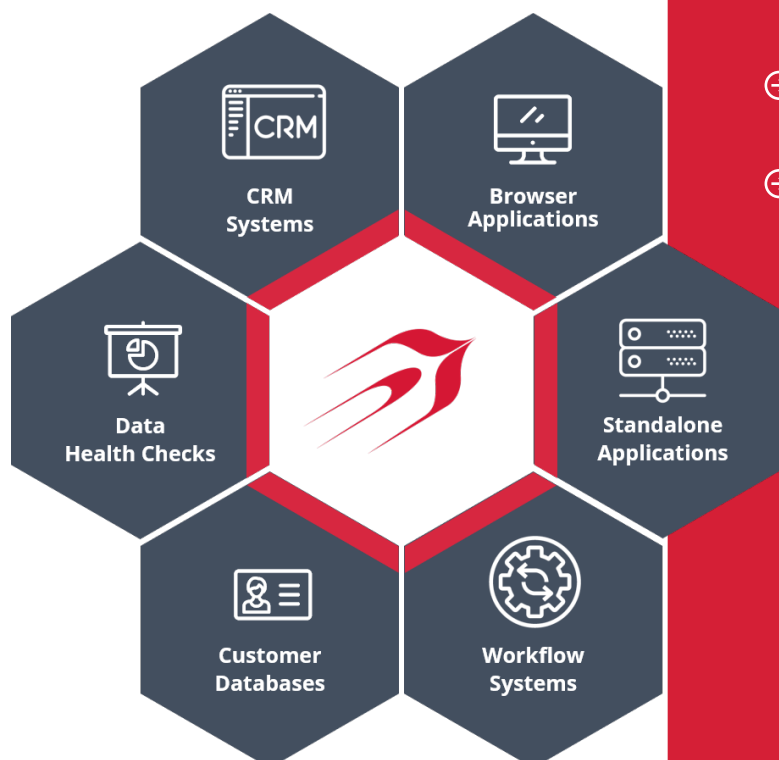 CRM
CRM
Systems
Browser
Applications
Data
Health Checks
Standalone
Applications
Customer
Databases
Workflow
Systems